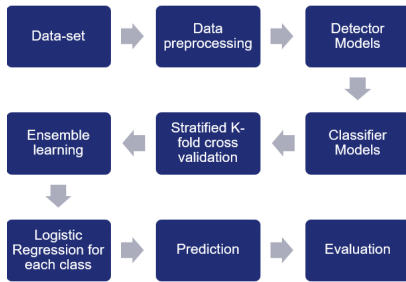 Data-set
Data
preprocessing
Detector
Models
Ensemble
learning
Stratified K-
fold cross
validation
Classifier
Models
Logistic
Regression for
each class
Prediction
Evaluation